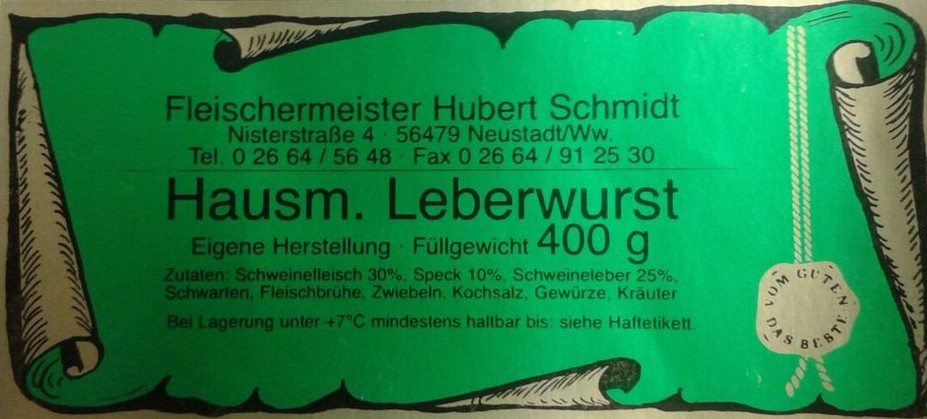 Fleischermeister Hubert Schmidt
Nisterstraße 4 · 56479 Neustadt/Ww.
Tel. 0 26 64 / 56 48 · Fax 0 26 64 / 91 25 30
Hausm. Leberwurst
Eigene Herstellung · Füllgewicht 400 g
Zutaten: Schweinefleisch 30%, Speck 10%, Schweineleber 25%,
Schwarten, Fleischbrühe, Zwiebeln, Kochsalz, Gewürze, Kräuter
Bei Lagerung unter +7°C mindestens haltbar bis: siehe Haftetikett.
VOM GUTEN
DAS BESTE